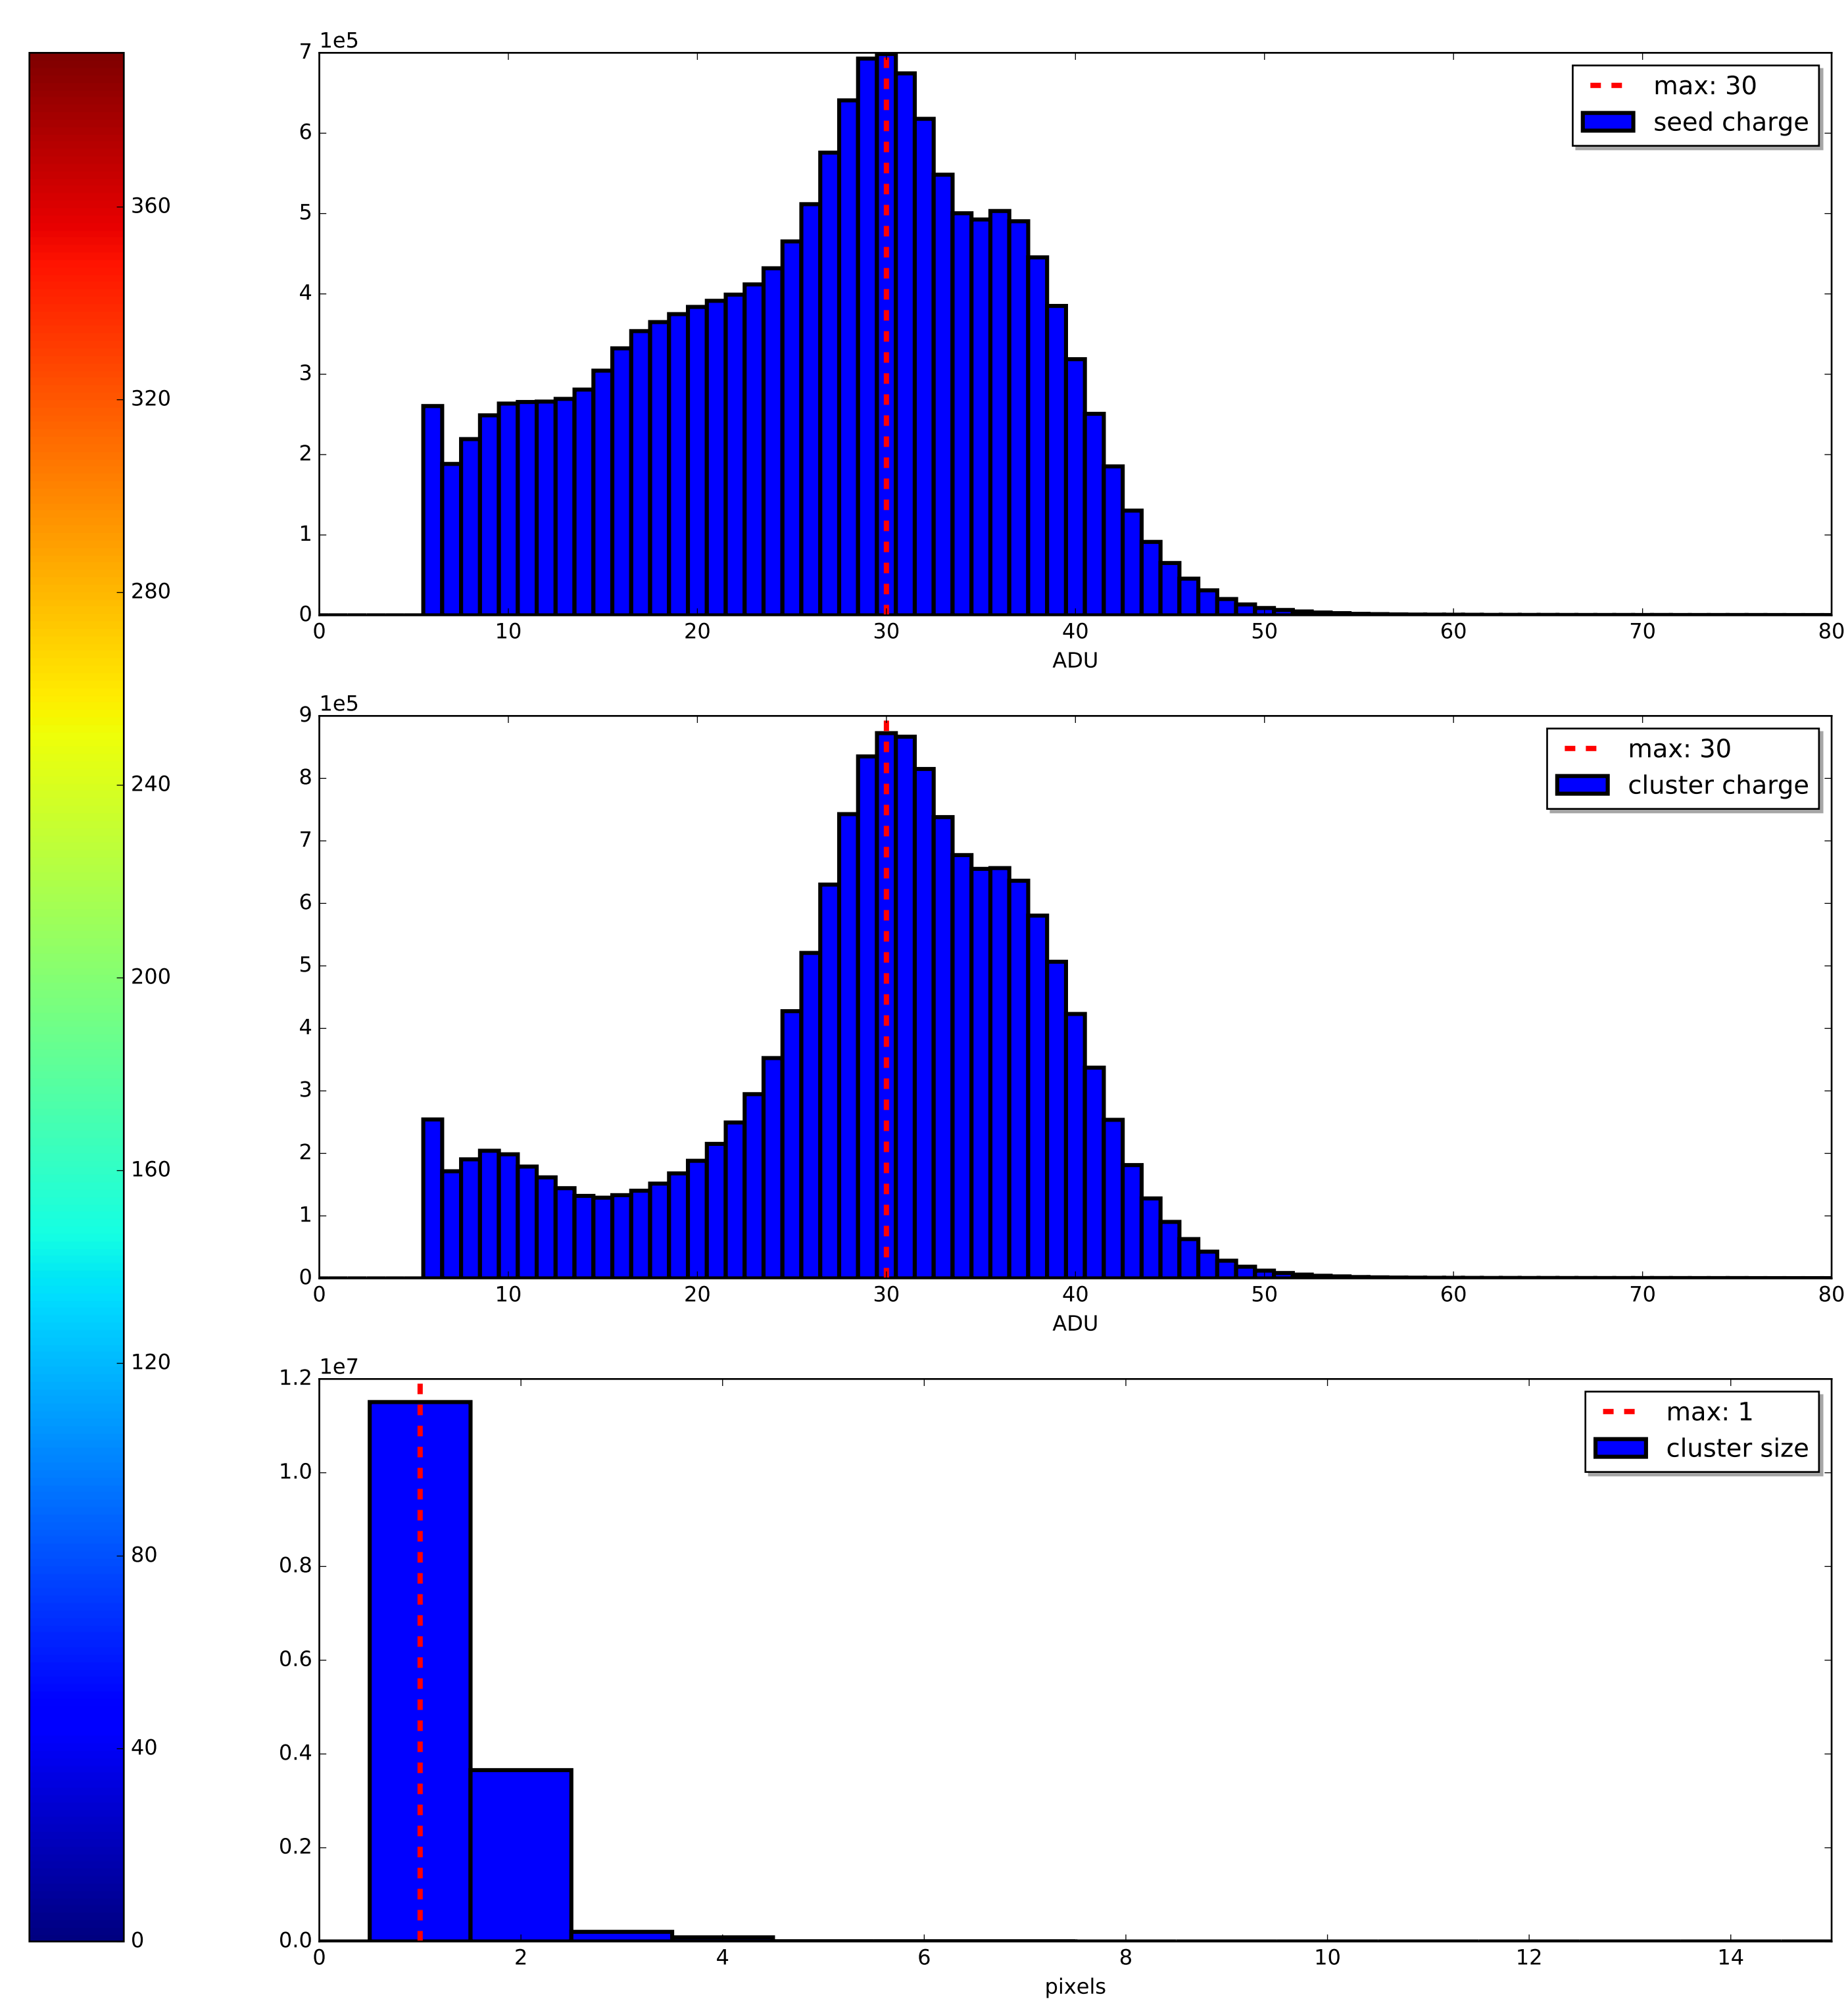 360
320
280
240
200
160
120
80
40
0
1e5
7
6
5
4
3
2
1
0
0 10 20 30 40 50 60 70 80
ADU
max: 30
seed charge
1e5
9
8
7
6
5
4
3
2
1
0
0 10 20 30 40 50 60 70 80
ADU
max: 30
cluster charge
1e7
1.2
1.0
0.8
0.6
0.4
0.2
0.0
0 2 4 6 8 10 12 14
pixels
max: 1
cluster size